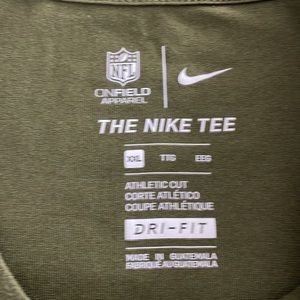 NFL
ONFIELD
APPAREL
THE NIKE TEE
XXL TTG EEG
ATHLETIC CUT
CORTE ATLÉTICO
COUPE ATHLÉTIQUE
DRI-FIT
MADE IN GUATEMALA
FABRIQUÉ AU GUATEMALA